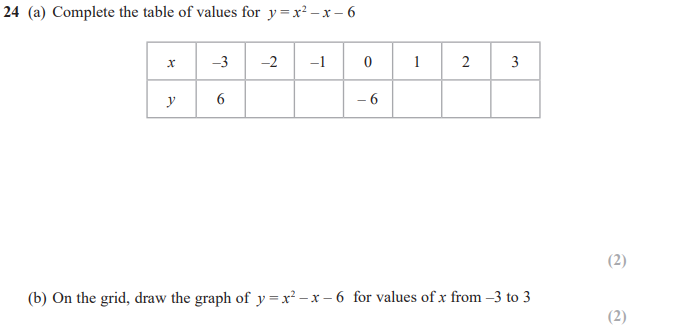 24 (a) Complete the table of values for y = x² – x – 6
x –3 –2 –1 0 1 2 3
y 6 – 6
(2)
(b) On the grid, draw the graph of y = x² – x – 6 for values of x from –3 to 3
(2)